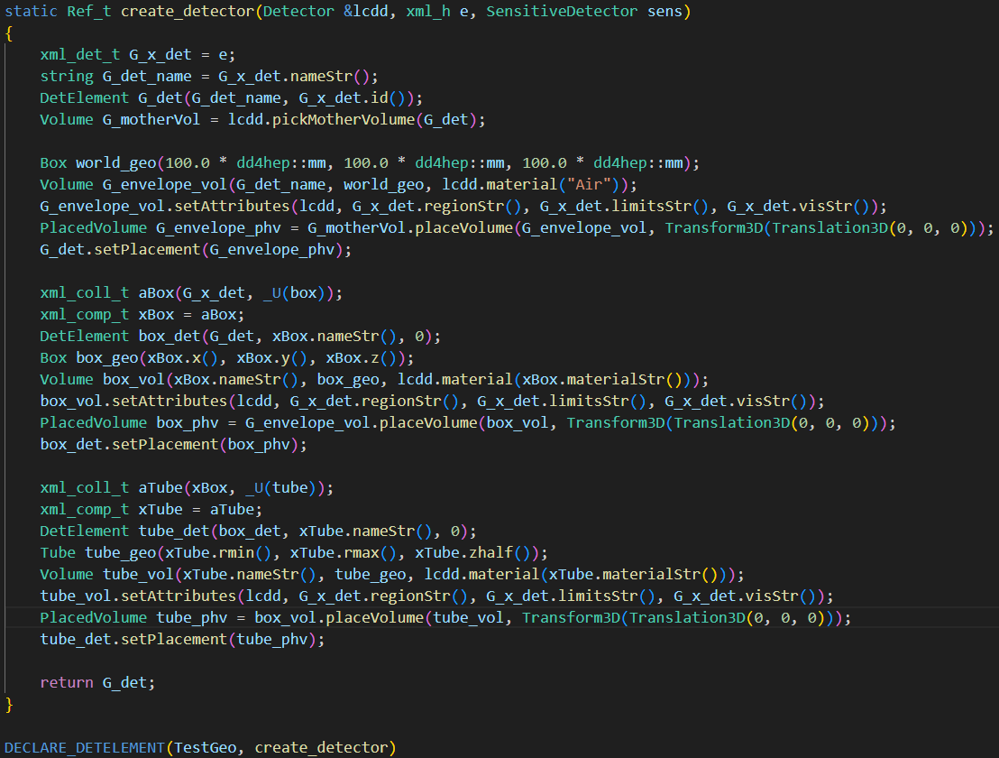 static Ref_t create_detector(Detector &lcdd, xml_h e, SensitiveDetector sens)
{
    xml_det_t G_x_det = e;
    string G_det_name = G_x_det.nameStr();
    DetElement G_det(G_det_name, G_x_det.id());
    Volume G_motherVol = lcdd.pickMotherVolume(G_det);

    Box world_geo(100.0 * dd4hep::mm, 100.0 * dd4hep::mm, 100.0 * dd4hep::mm);
    Volume G_envelope_vol(G_det_name, world_geo, lcdd.material("Air"));
    G_envelope_vol.setAttributes(lcdd, G_x_det.regionStr(), G_x_det.limitsStr(), G_x_det.visStr());
    PlacedVolume G_envelope_phv = G_motherVol.placeVolume(G_envelope_vol, Transform3D(Translation3D(0, 0, 0)));
    G_det.setPlacement(G_envelope_phv);

    xml_coll_t aBox(G_x_det, _U(box));
    xml_comp_t xBox = aBox;
    DetElement box_det(G_det, xBox.nameStr(), 0);
    Box box_geo(xBox.x(), xBox.y(), xBox.z());
    Volume box_vol(xBox.nameStr(), box_geo, lcdd.material(xBox.materialStr()));
    box_vol.setAttributes(lcdd, G_x_det.regionStr(), G_x_det.limitsStr(), G_x_det.visStr());
    PlacedVolume box_phv = G_envelope_vol.placeVolume(box_vol, Transform3D(Translation3D(0, 0, 0)));
    box_det.setPlacement(box_phv);

    xml_coll_t aTube(xBox, _U(tube));
    xml_comp_t xTube = aTube;
    DetElement tube_det(box_det, xTube.nameStr(), 0);
    Tube tube_geo(xTube.rmin(), xTube.rmax(), xTube.zhalf());
    Volume tube_vol(xTube.nameStr(), tube_geo, lcdd.material(xTube.materialStr()));
    tube_vol.setAttributes(lcdd, G_x_det.regionStr(), G_x_det.limitsStr(), G_x_det.visStr());
    PlacedVolume tube_phv = box_vol.placeVolume(tube_vol, Transform3D(Translation3D(0, 0, 0)));
    tube_det.setPlacement(tube_phv);

    return G_det;
}

DECLARE_DETELEMENT(TestGeo, create_detector)